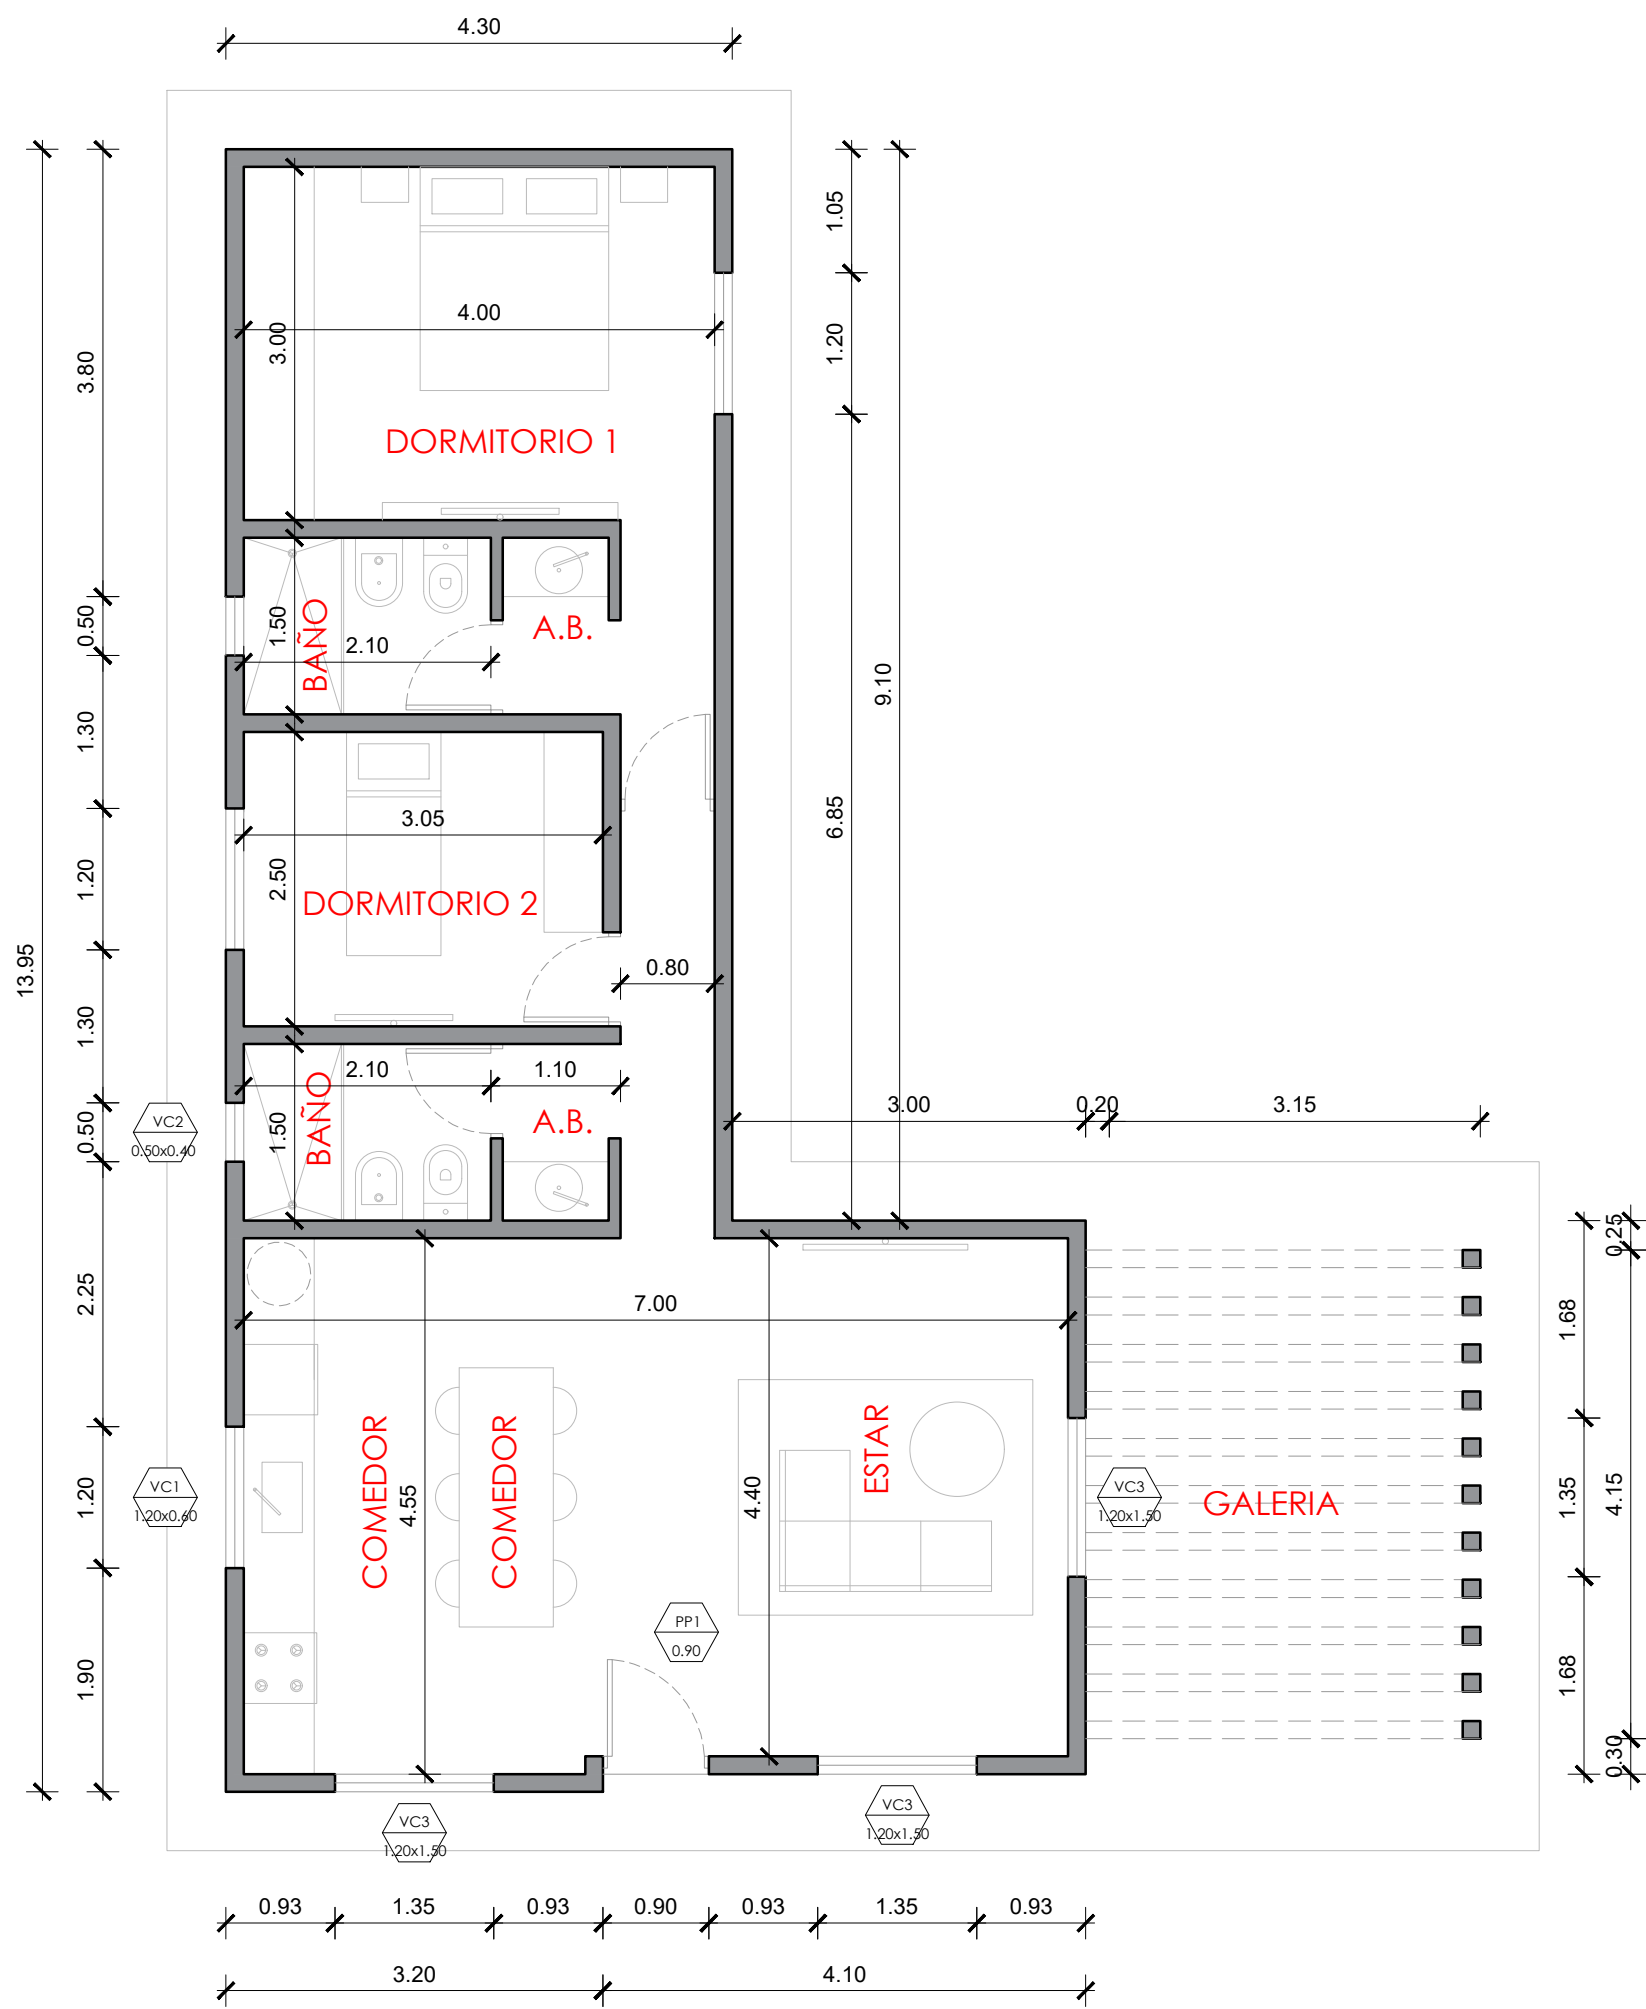 4.30
13.95
3.80
0.50
1.30
1.20
1.30
0.50
2.25
1.20
1.90
1.05
1.20
6.85
9.10
3.00
4.00
DORMITORIO 1
1.50
BAÑO
2.10
A.B.
3.05
2.50
DORMITORIO 2
0.80
2.10
1.10
1.50
BAÑO
A.B.
VC2
0.50x0.40
3.00
0.20
3.15
7.00
COMEDOR
4.55
COMEDOR
4.40
ESTAR
VC1
1.20x0.60
VC3
1.20x1.50
GALERIA
PP1
0.90
1.68
1.35
1.68
0.25
4.15
0.30
VC3
1.20x1.50
VC3
1.20x1.50
0.93
1.35
0.93
0.90
0.93
1.35
0.93
3.20
4.10